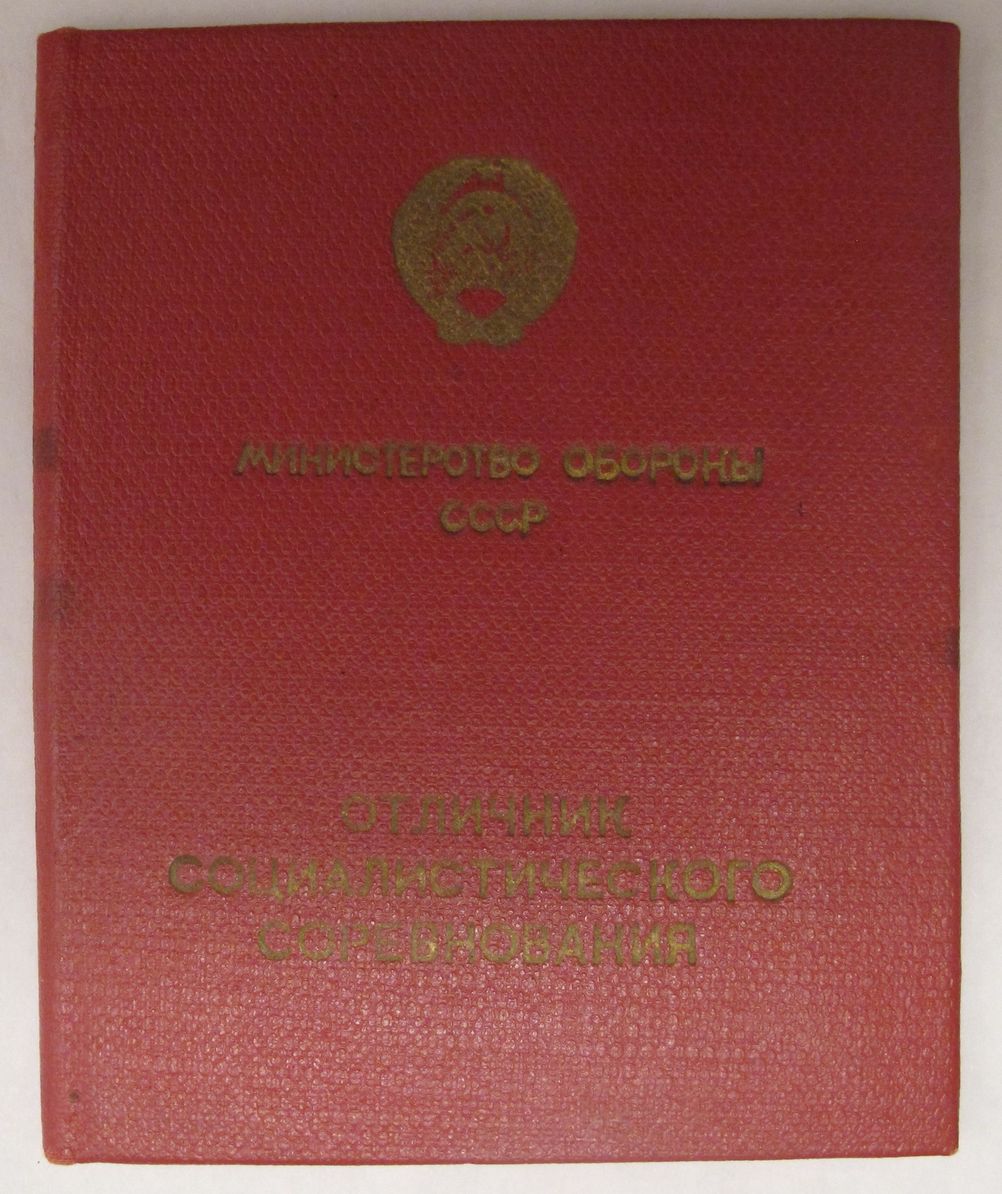 МИНИСТЕРСТВО ОБОРОНЫ
СССР
ОТЛИЧНИК
СОЦИАЛИСТИЧЕСКОГО
СОРЕВНОВАНИЯ